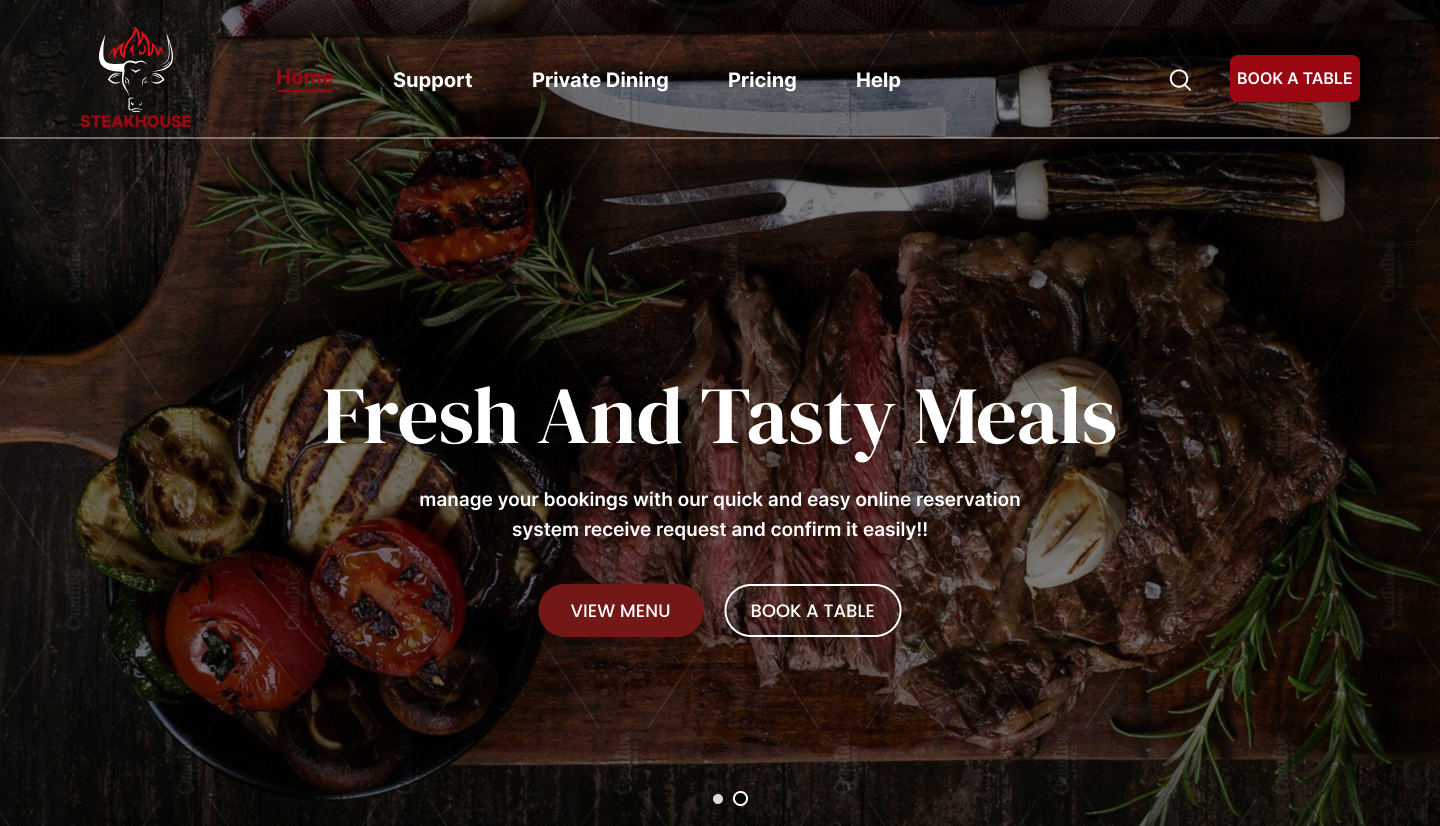 STEAKHOUSE
Home
Support
Private Dining
Pricing
Help
BOOK A TABLE
Fresh And Tasty Meals
manage your bookings with our quick and easy online reservation
system receive request and confirm it easily!!
VIEW MENU
BOOK A TABLE